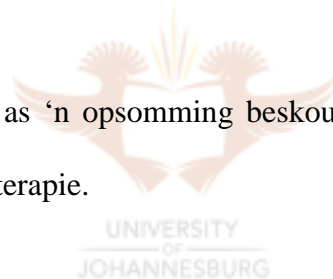 as ‘n opsomming beskou
terapie.
UNIVERSITY
OF
JOHANNESBURG